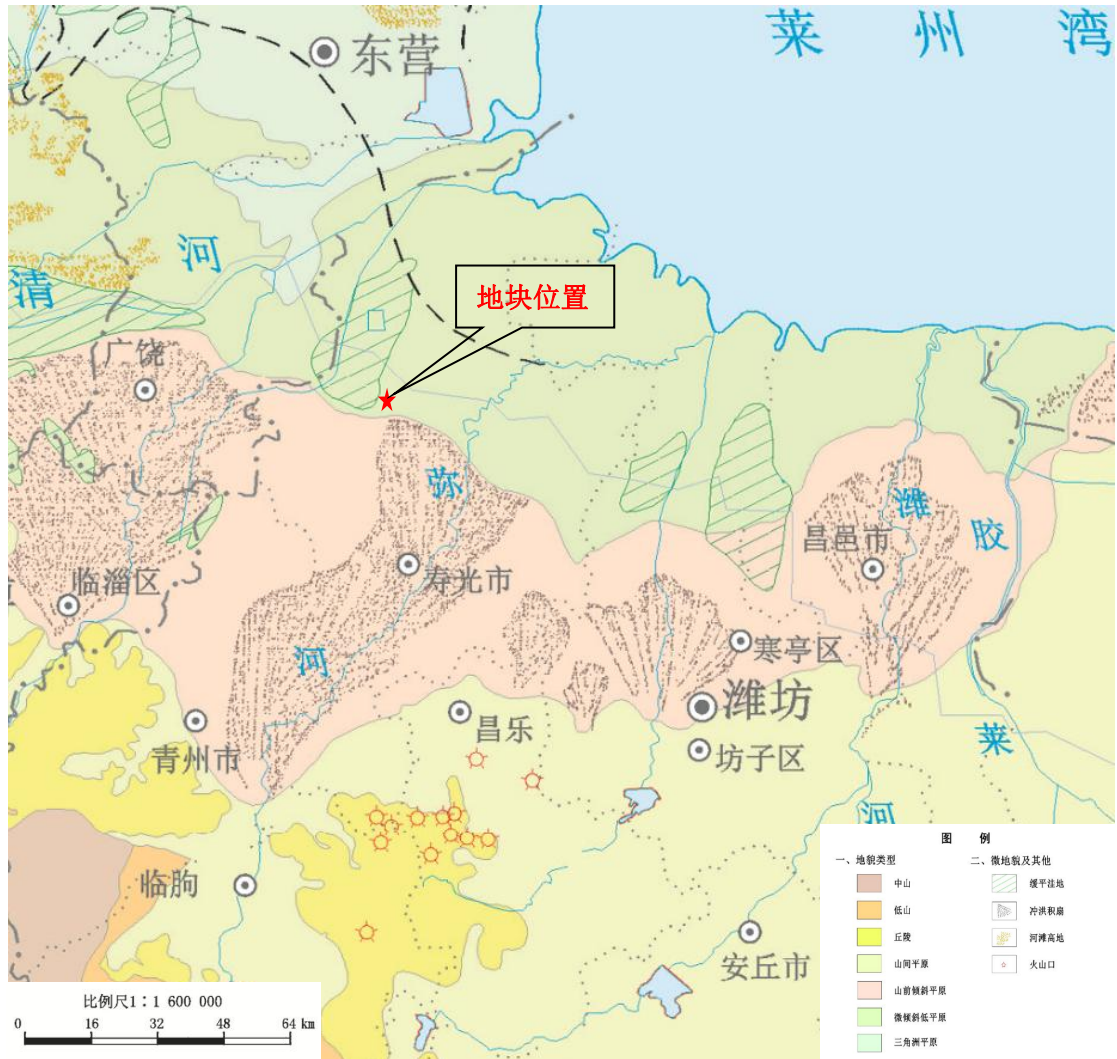 东营
莱州湾
河
清
地块位置
广饶
弥
潍
胶
昌邑市
临淄区
寿光市
河
寒亭区
潍坊
昌乐
青州市
坊子区
莱
河
临朐
安丘市
图 例
一、地貌类型
二、微地貌及其他
中山
缓平洼地
低山
冲洪积扇
丘陵
河滩高地
山间平原
火山口
山前倾斜平原
微倾斜低平原
三角洲平原
比例尺1：1 600 000
0 16 32 48 64 km